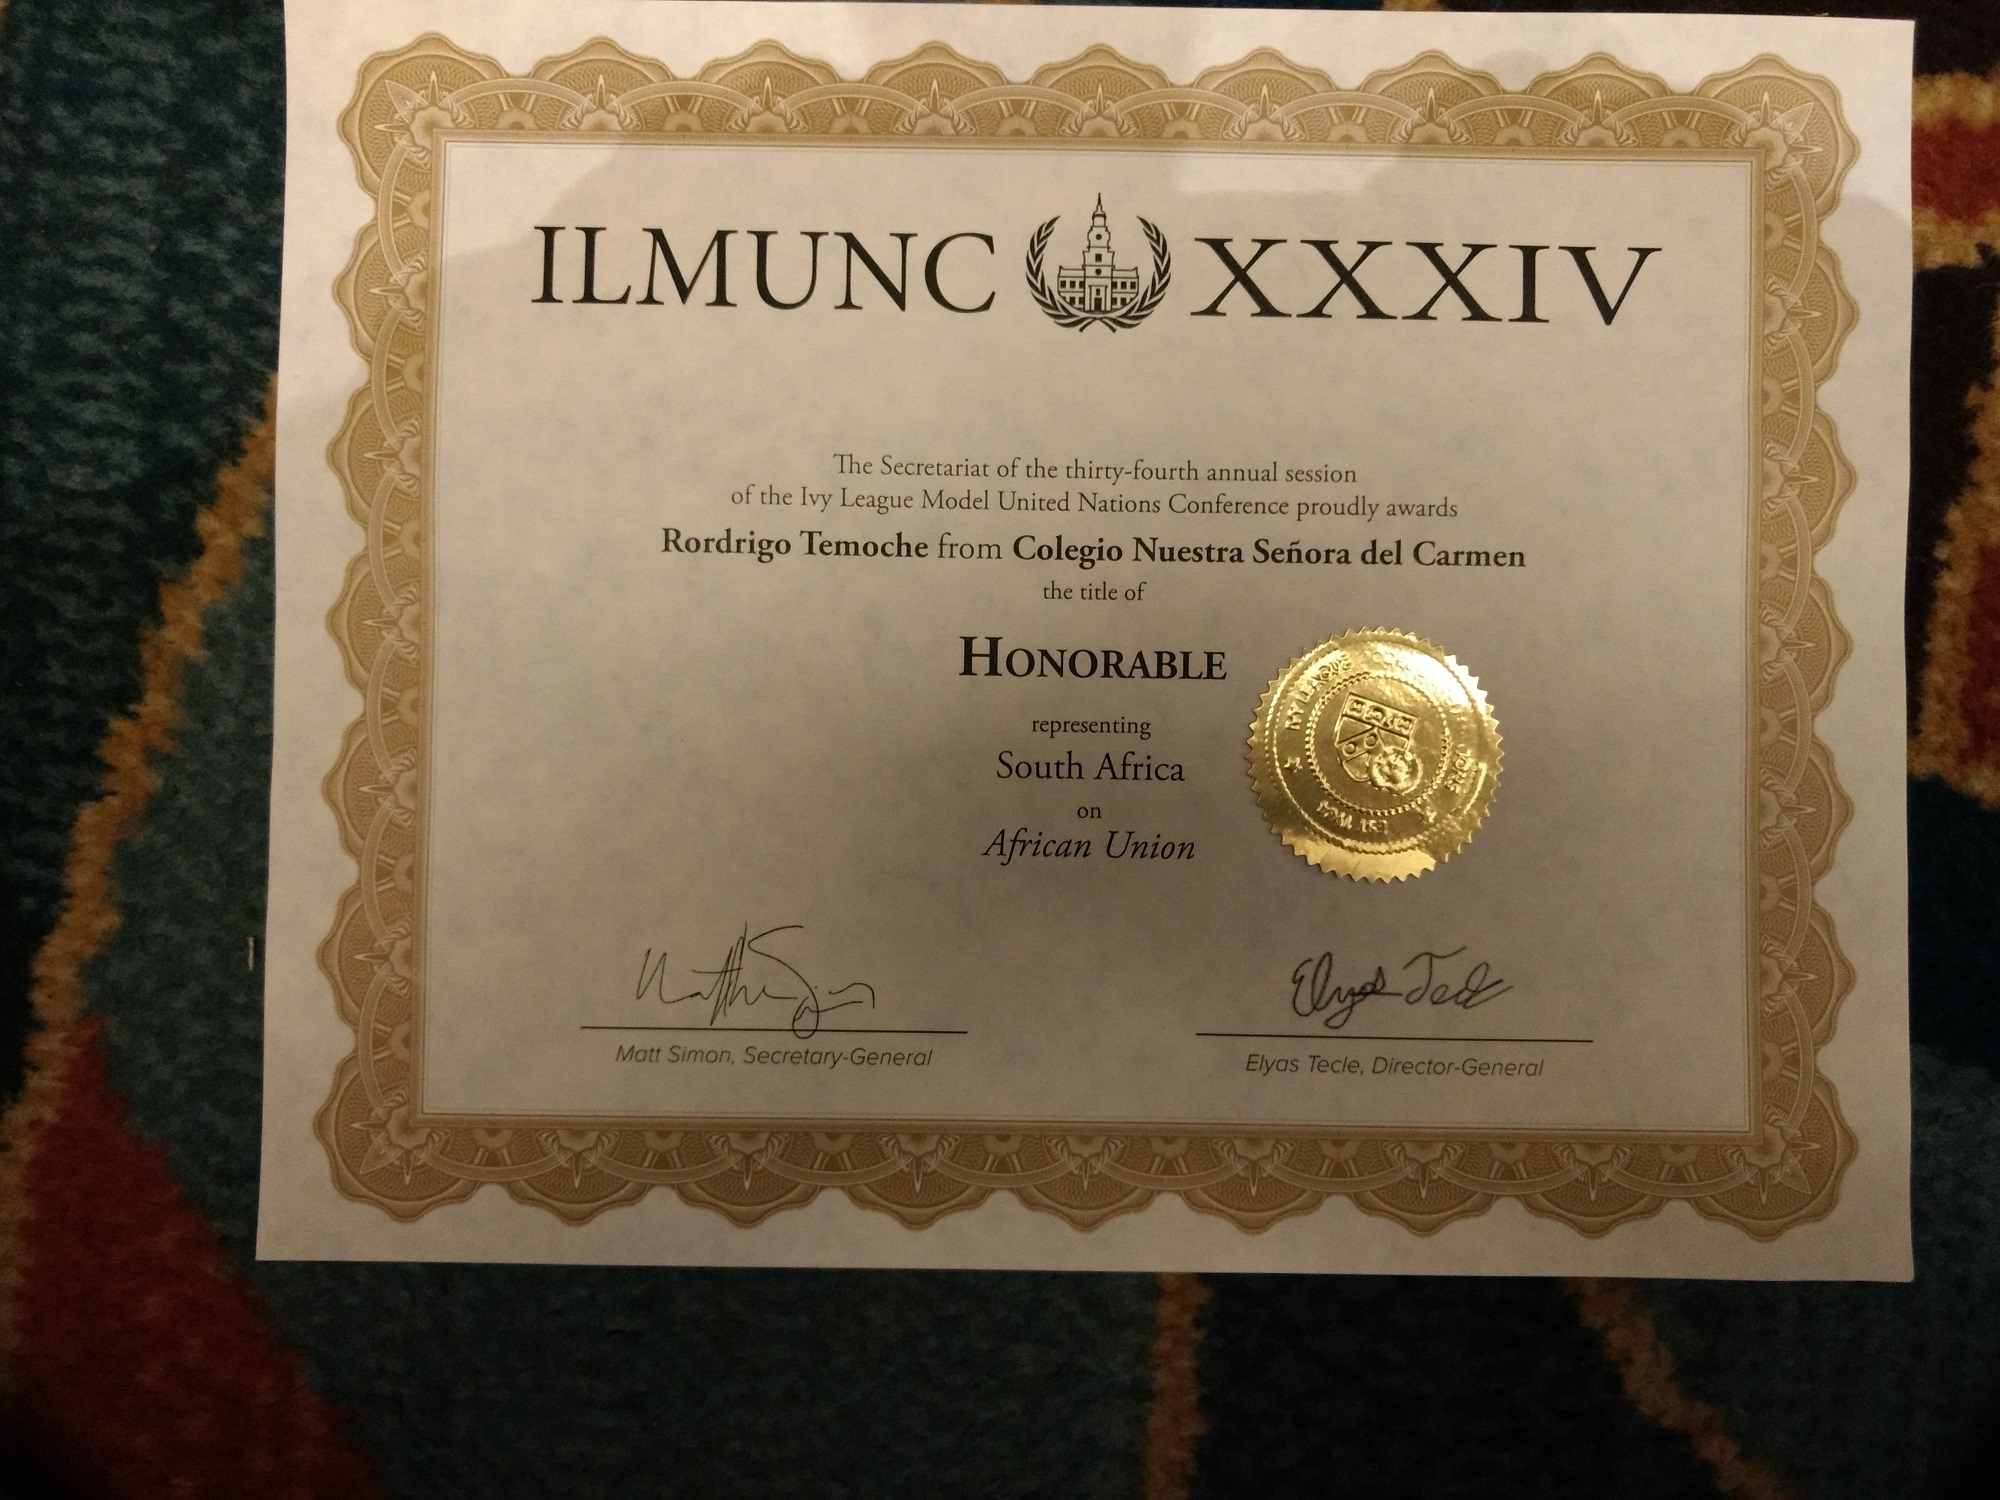 ILMUNC XXXIV
The Secretariat of the thirty-fourth annual session
of the Ivy League Model United Nations Conference proudly awards
Rordrigo Temoche from Colegio Nuestra Señora del Carmen
the title of
HONORABLE
representing
South Africa
on
African Union
Matt Simon, Secretary-General
Elyas Tecle, Director-General